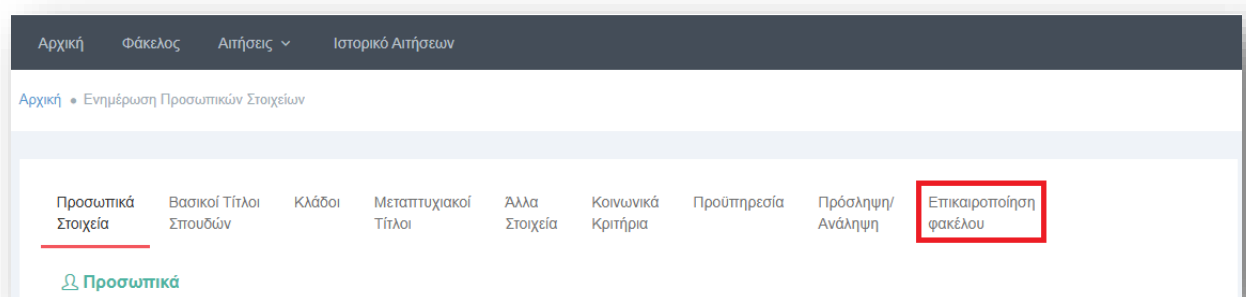 Αρχική Φάκελος Αιτήσεις Ιστορικό Αιτήσεων
Αρχική • Ενημέρωση Προσωπικών Στοιχείων
Προσωπικά Στοιχεία
Βασικοί Τίτλοι Σπουδών
Κλάδοι
Μεταπτυχιακοί Τίτλοι
Άλλα Στοιχεία
Κοινωνικά Κριτήρια
Προϋπηρεσία
Πρόσληψη/ Ανάληψη
Επικαιροποίηση φακέλου
Προσωπικά